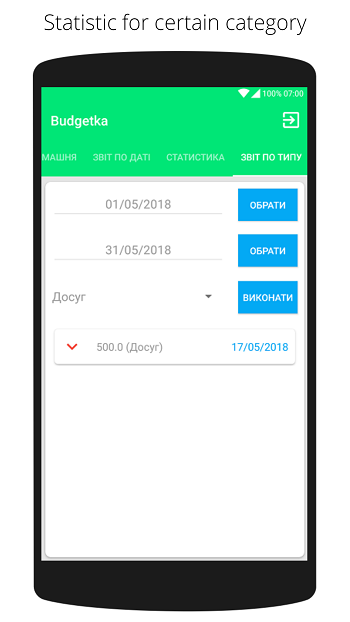 Statistic for certain category
100% 07:00
Budgetka
МАШНЯ ЗВІТ ПО ДАТІ СТАТИСТИКА ЗВІТ ПО ТИПУ
01/05/2018 ОБРАТИ
31/05/2018 ОБРАТИ
Досуг ВИКОНАТИ
500.0 (Досуг) 17/05/2018